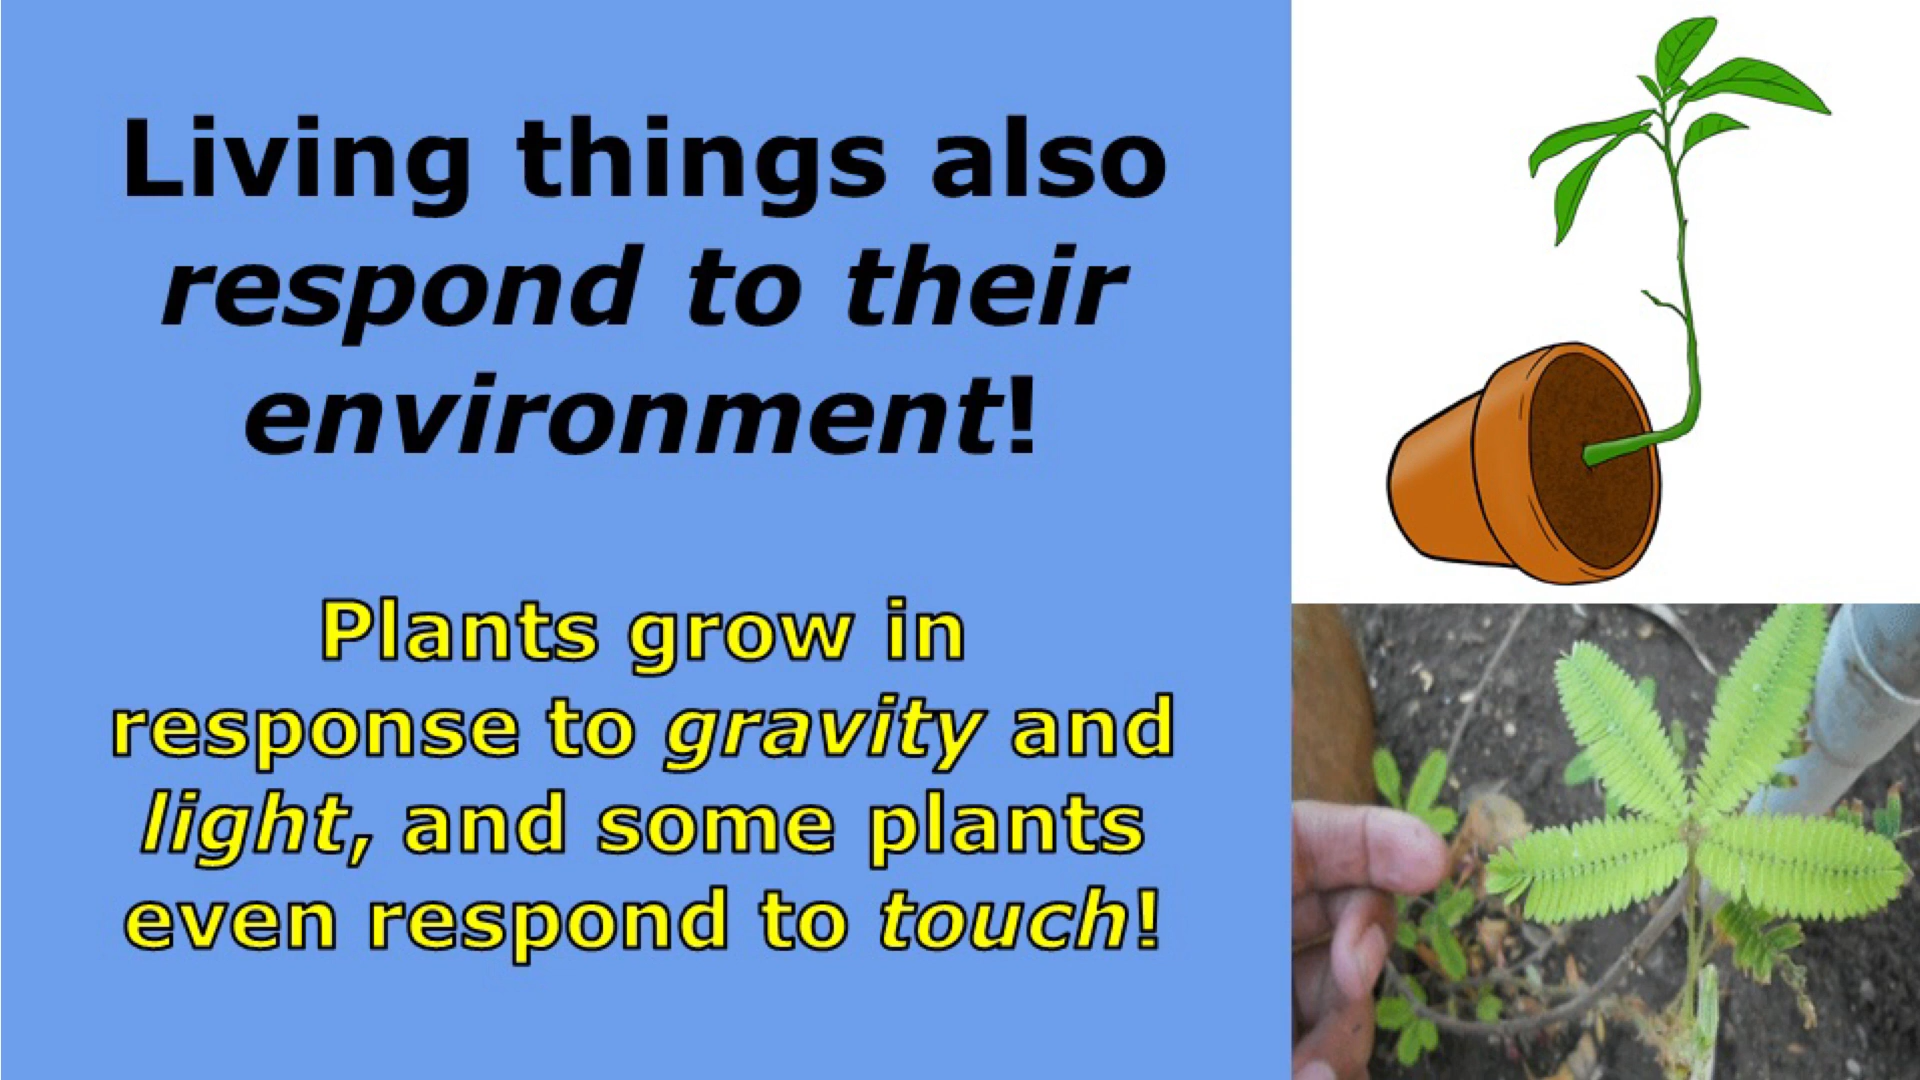 Living things also
respond to their
environment!
Plants grow in
response to gravity and
light, and some plants
even respond to touch!